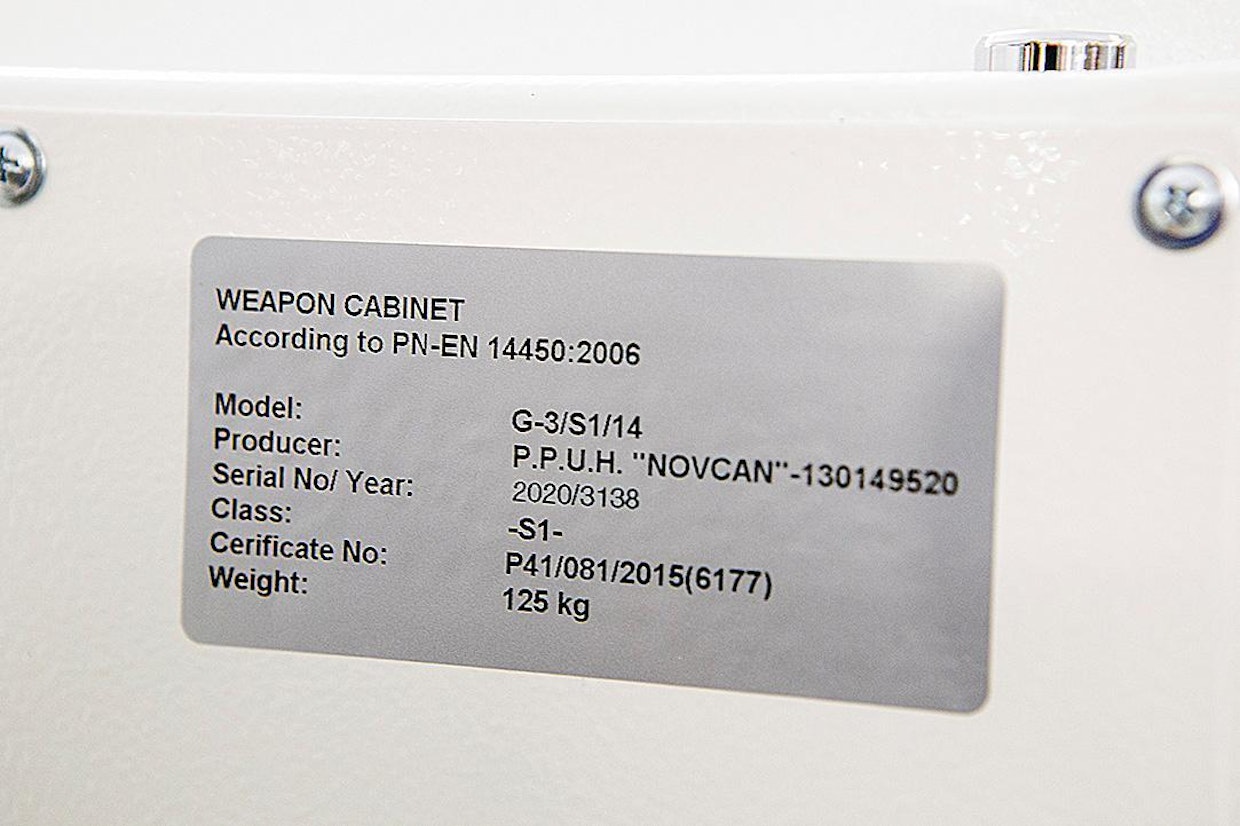 WEAPON CABINET
According to PN-EN 14450:2006
Model: G-3/S1/14
Producer: P.P.U.H. "NOVCAN"-130149520
Serial No/ Year: 2020/3138
Class: -S1-
Cerificate No: P41/081/2015(6177)
Weight: 125 kg